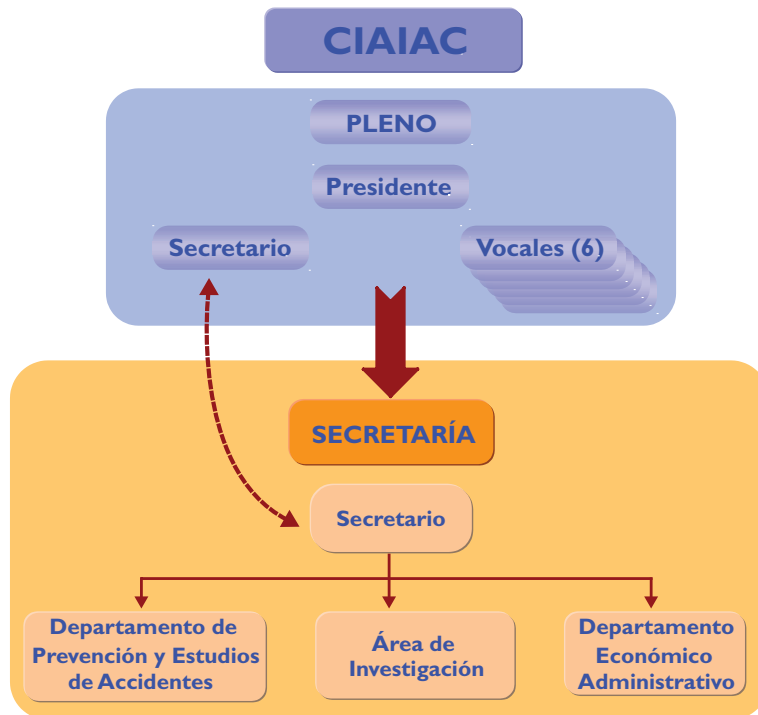 CIAIAC
PLENO
Presidente
Secretario
Vocales (6)
SECRETARÍA
Secretario
Departamento de
Prevención y Estudios
de Accidentes
Área de
Investigación
Departamento
Económico
Administrativo